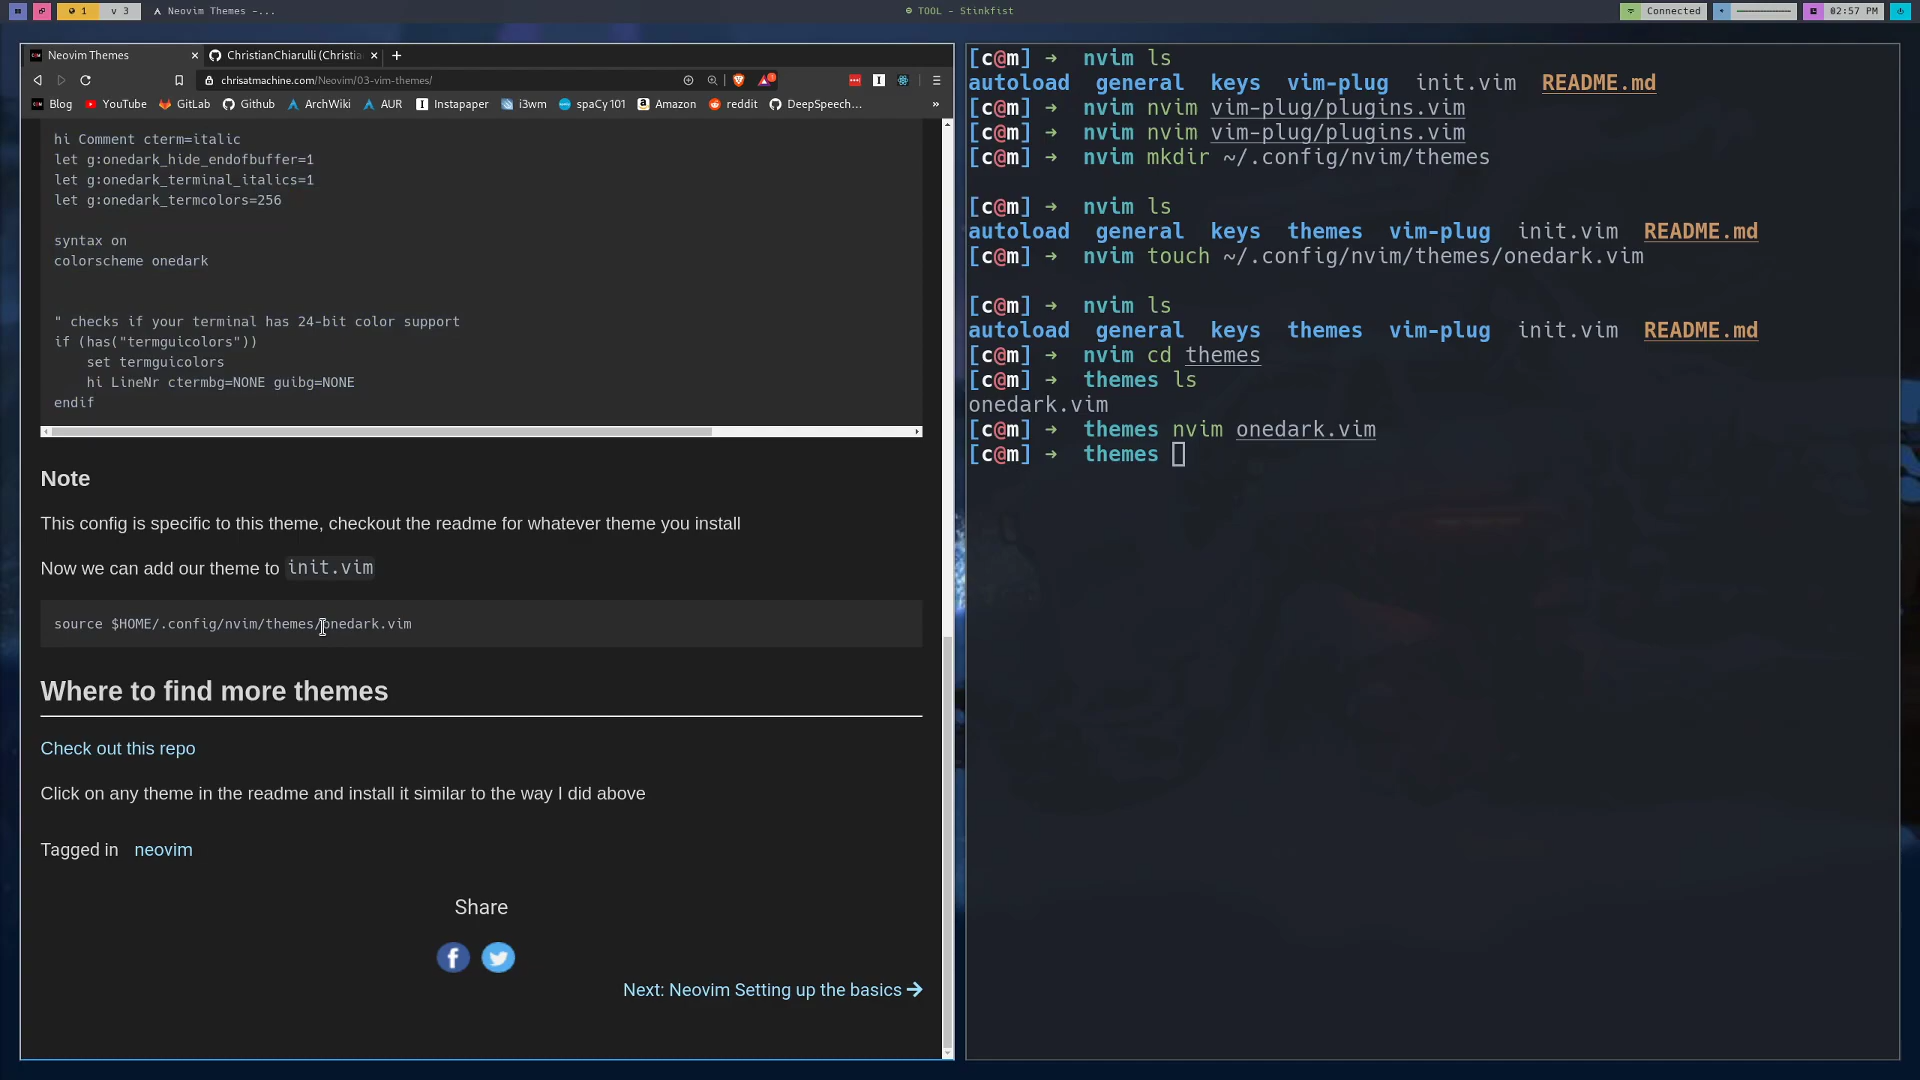 1
v 3
Neovim Themes -...
TOOL - Stinkfist
Connected
02:57 PM
Neovim Themes
ChristianChiarulli (Christia
chrisatmachine.com/Neovim/03-vim-themes/
Blog YouTube GitLab Github ArchWiki AUR Instapaper i3wm spaCy 101 Amazon reddit DeepSpeech... »
hi Comment cterm=italic
let g:onedark_hide_endofbuffer=1
let g:onedark_terminal_italics=1
let g:onedark_termcolors=256
syntax on
colorscheme onedark
" checks if your terminal has 24-bit color support
if (has("termguicolors"))
    set termguicolors
    hi LineNr ctermbg=NONE guibg=NONE
endif
Note
This config is specific to this theme, checkout the readme for whatever theme you install
Now we can add our theme to init.vim
source $HOME/.config/nvim/themes/onedark.vim
Where to find more themes
Check out this repo
Click on any theme in the readme and install it similar to the way I did above
Tagged in neovim
Share
Next: Neovim Setting up the basics →
[c@m] → nvim ls
autoload general keys vim-plug init.vim README.md
[c@m] → nvim nvim vim-plug/plugins.vim
[c@m] → nvim nvim vim-plug/plugins.vim
[c@m] → nvim mkdir ~/.config/nvim/themes
[c@m] → nvim ls
autoload general keys themes vim-plug init.vim README.md
[c@m] → nvim touch ~/.config/nvim/themes/onedark.vim
[c@m] → nvim ls
autoload general keys themes vim-plug init.vim README.md
[c@m] → nvim cd themes
[c@m] → themes ls
onedark.vim
[c@m] → themes nvim onedark.vim
[c@m] → themes